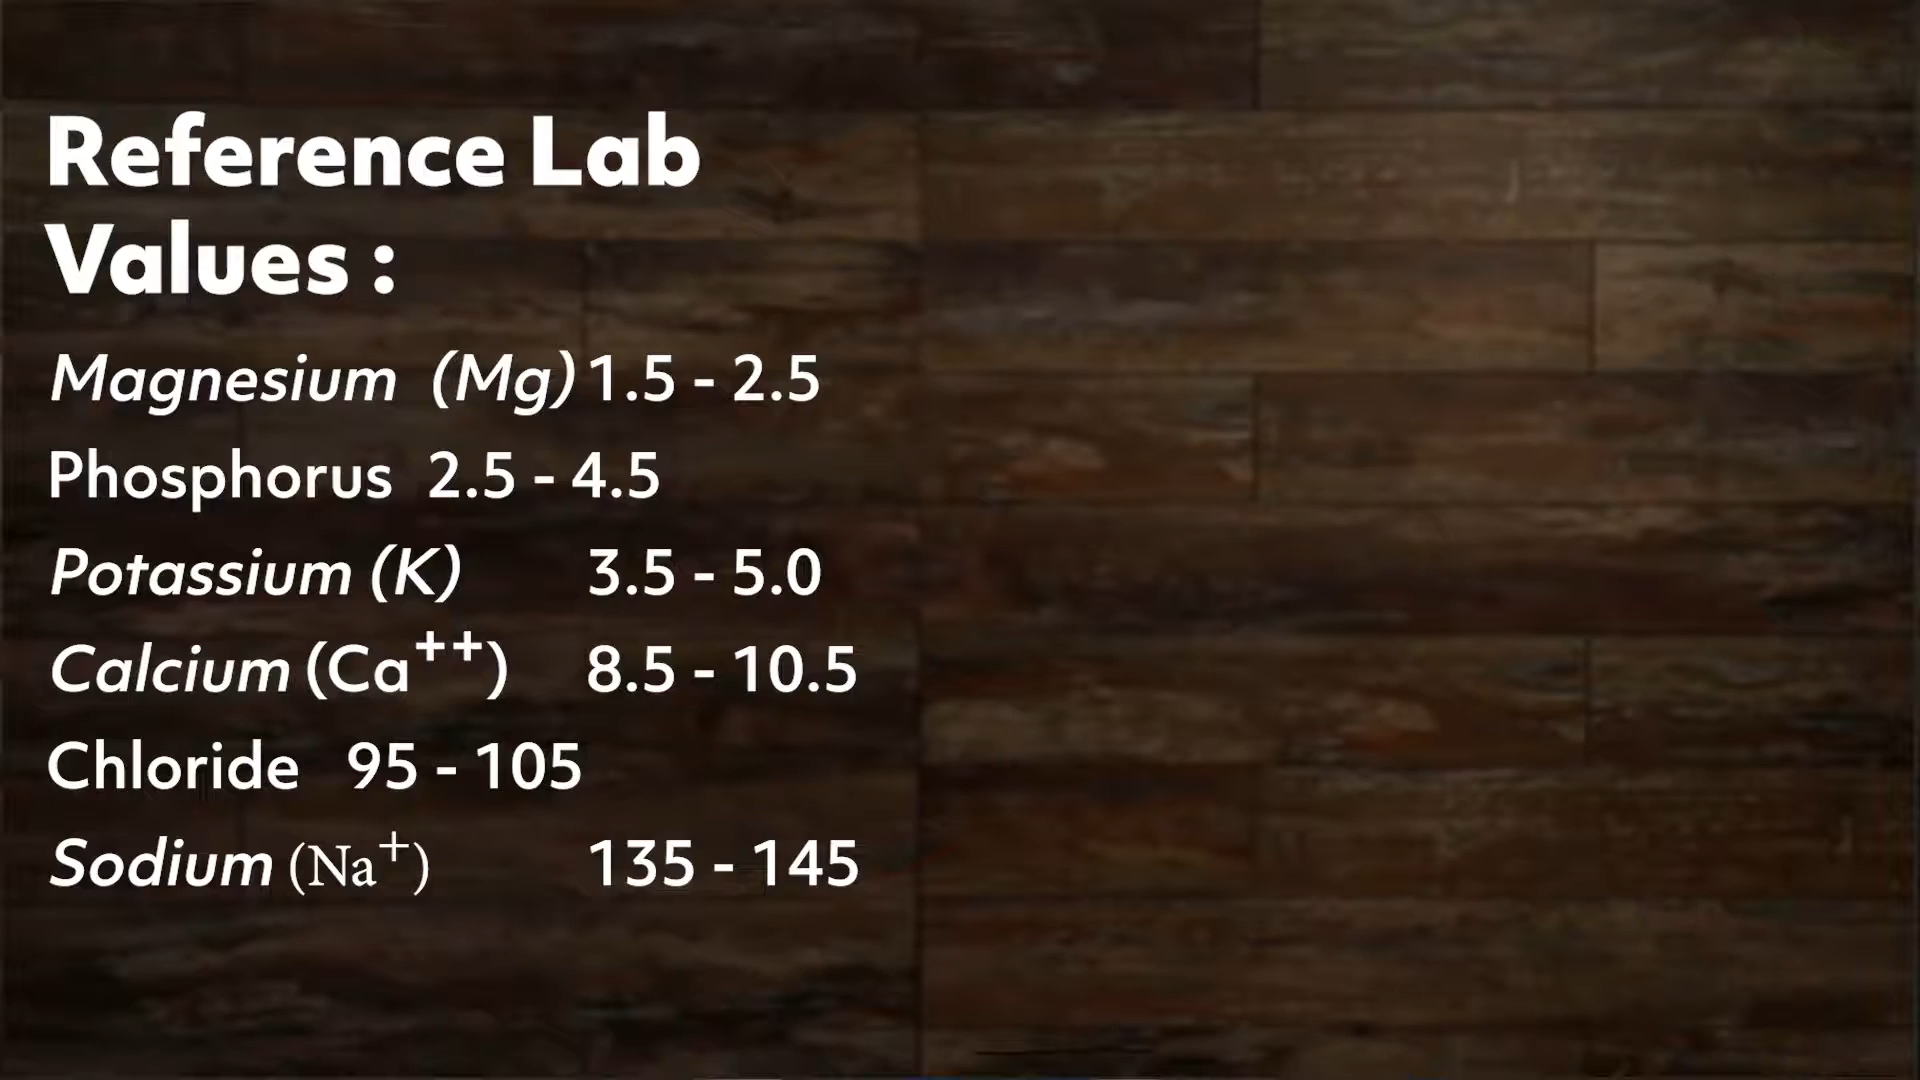 Reference Lab
Values :
Magnesium (Mg) 1.5 - 2.5
Phosphorus 2.5 - 4.5
Potassium (K) 3.5 - 5.0
Calcium (Ca⁺⁺) 8.5 - 10.5
Chloride 95 - 105
Sodium (Na⁺) 135 - 145